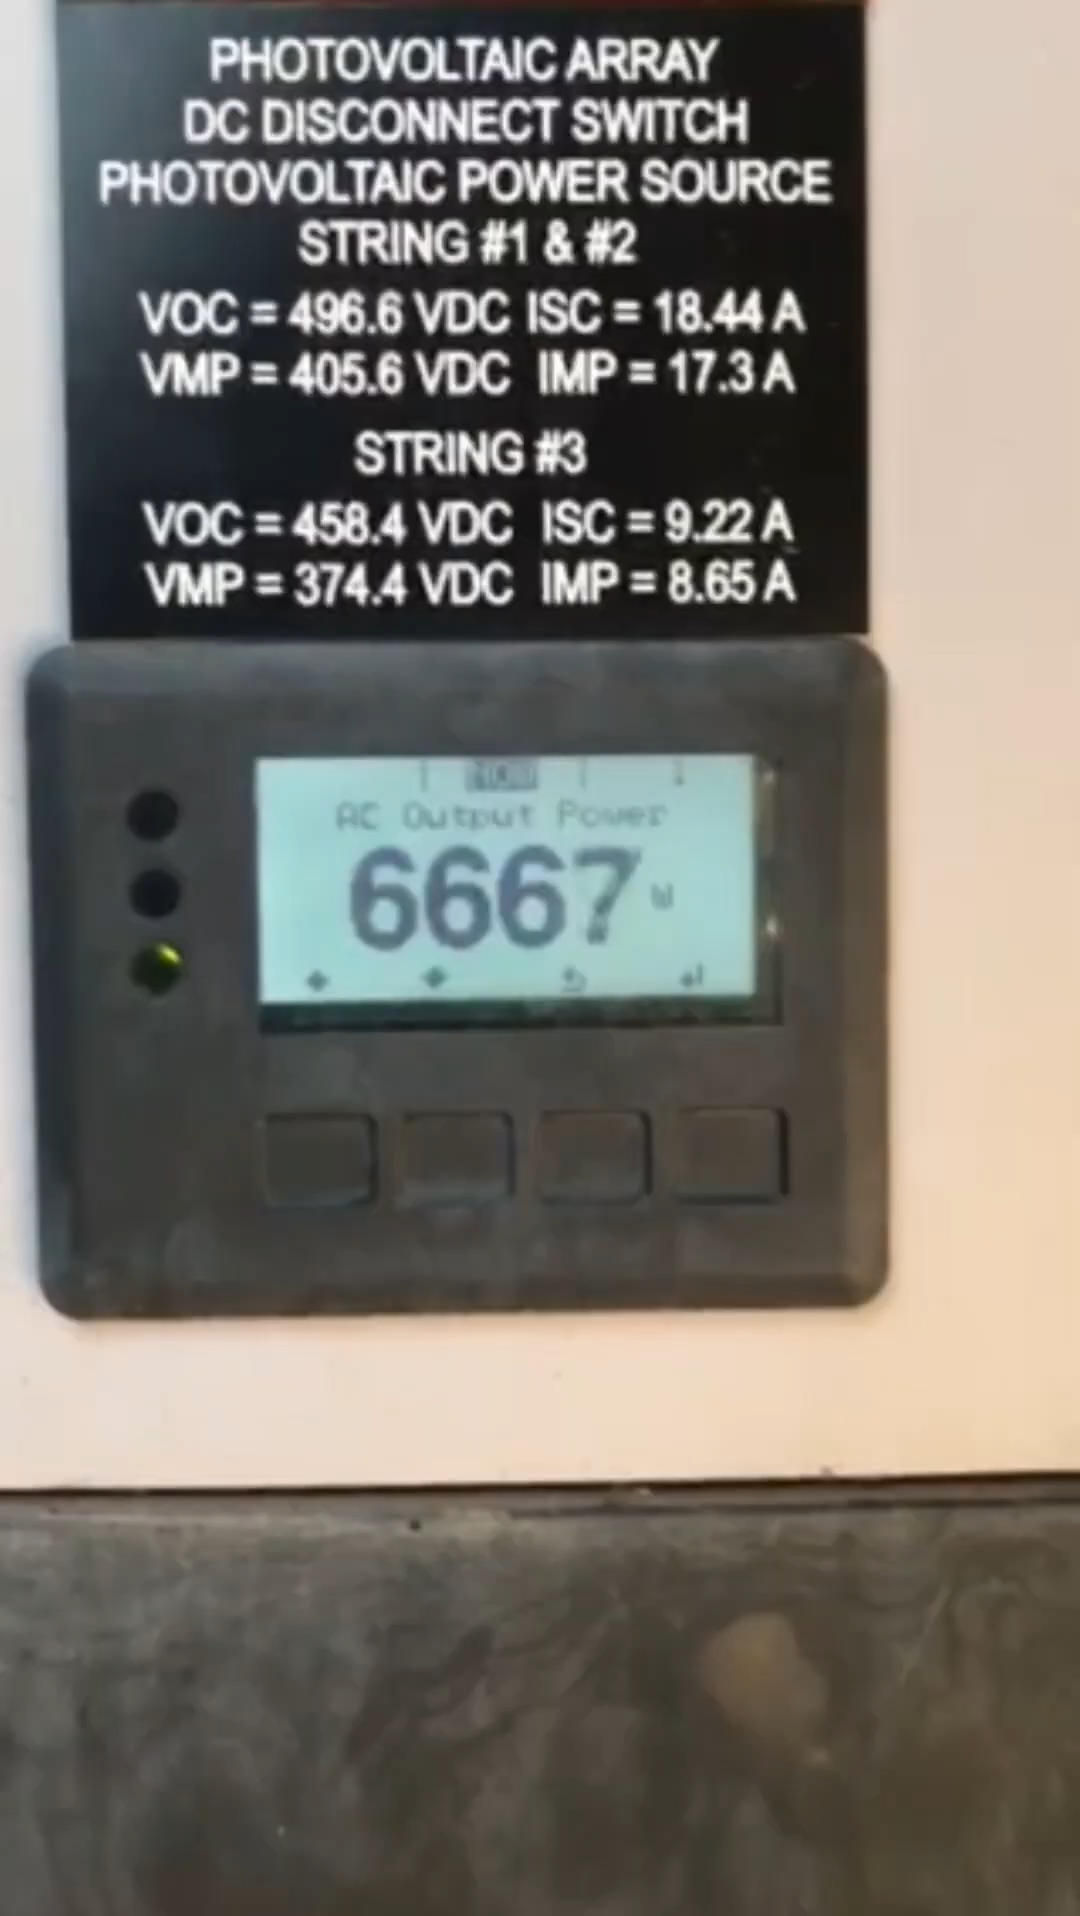 PHOTOVOLTAIC ARRAY
DC DISCONNECT SWITCH
PHOTOVOLTAIC POWER SOURCE
STRING #1 & #2
VOC = 496.6 VDC ISC = 18.44 A
VMP = 405.6 VDC IMP = 17.3 A
STRING #3
VOC = 458.4 VDC ISC = 9.22 A
VMP = 374.4 VDC IMP = 8.65 A
AC Output Power
6667 W